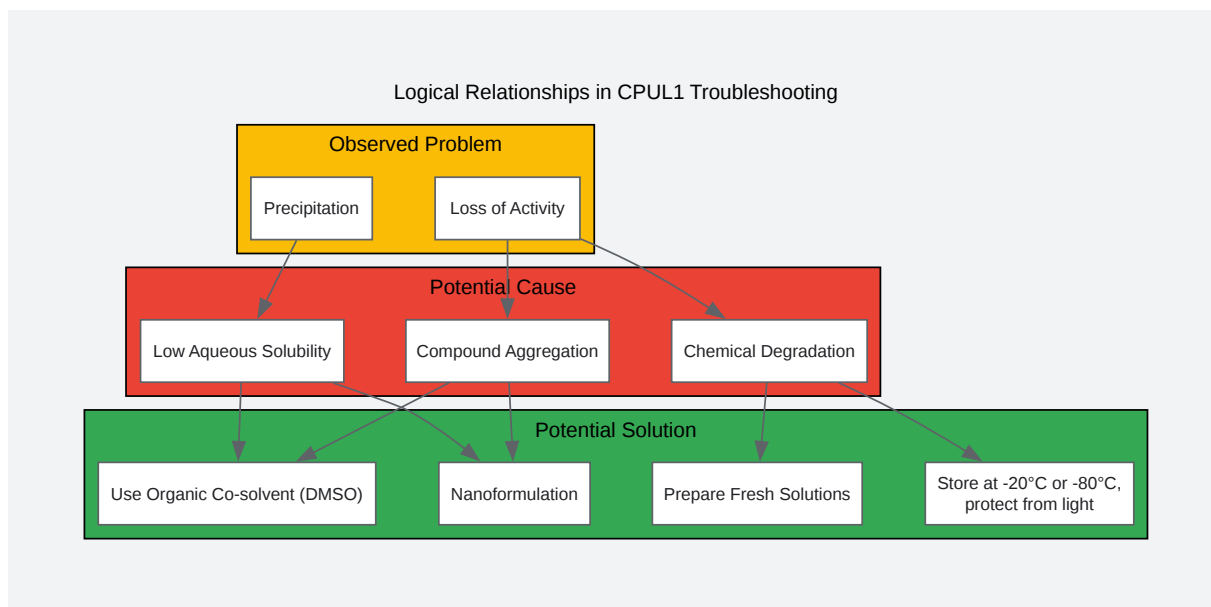 Logical Relationships in CPUL1 Troubleshooting
Observed Problem
Precipitation
Loss of Activity
Potential Cause
Low Aqueous Solubility
Compound Aggregation
Chemical Degradation
Potential Solution
Use Organic Co-solvent (DMSO)
Nanoformulation
Prepare Fresh Solutions
Store at -20°C or -80°C,
protect from light